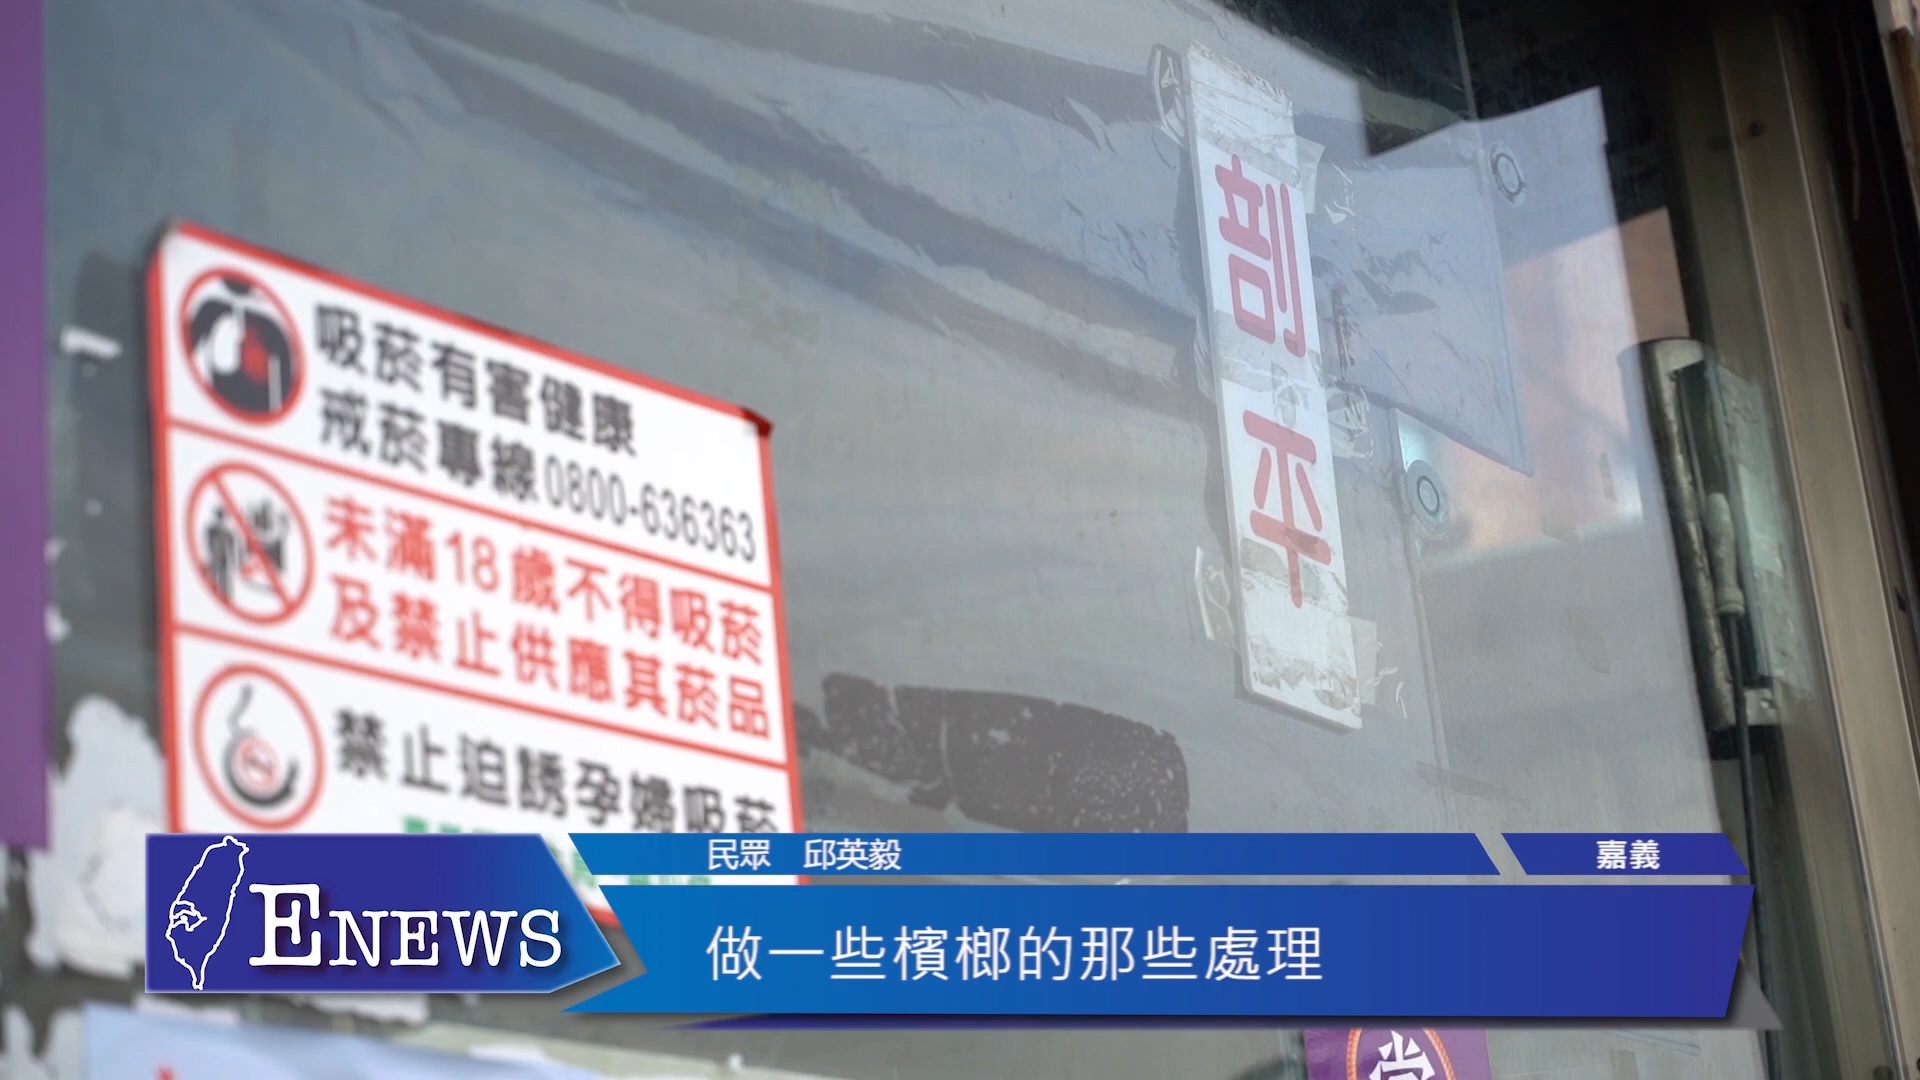 剖平
吸菸有害健康
戒菸專線0800-636363
未滿18歲不得吸菸
及禁止供應其菸品
禁止迫誘孕婦吸菸
民眾 邱英毅
嘉義
ENEWS
做一些檳榔的那些處理